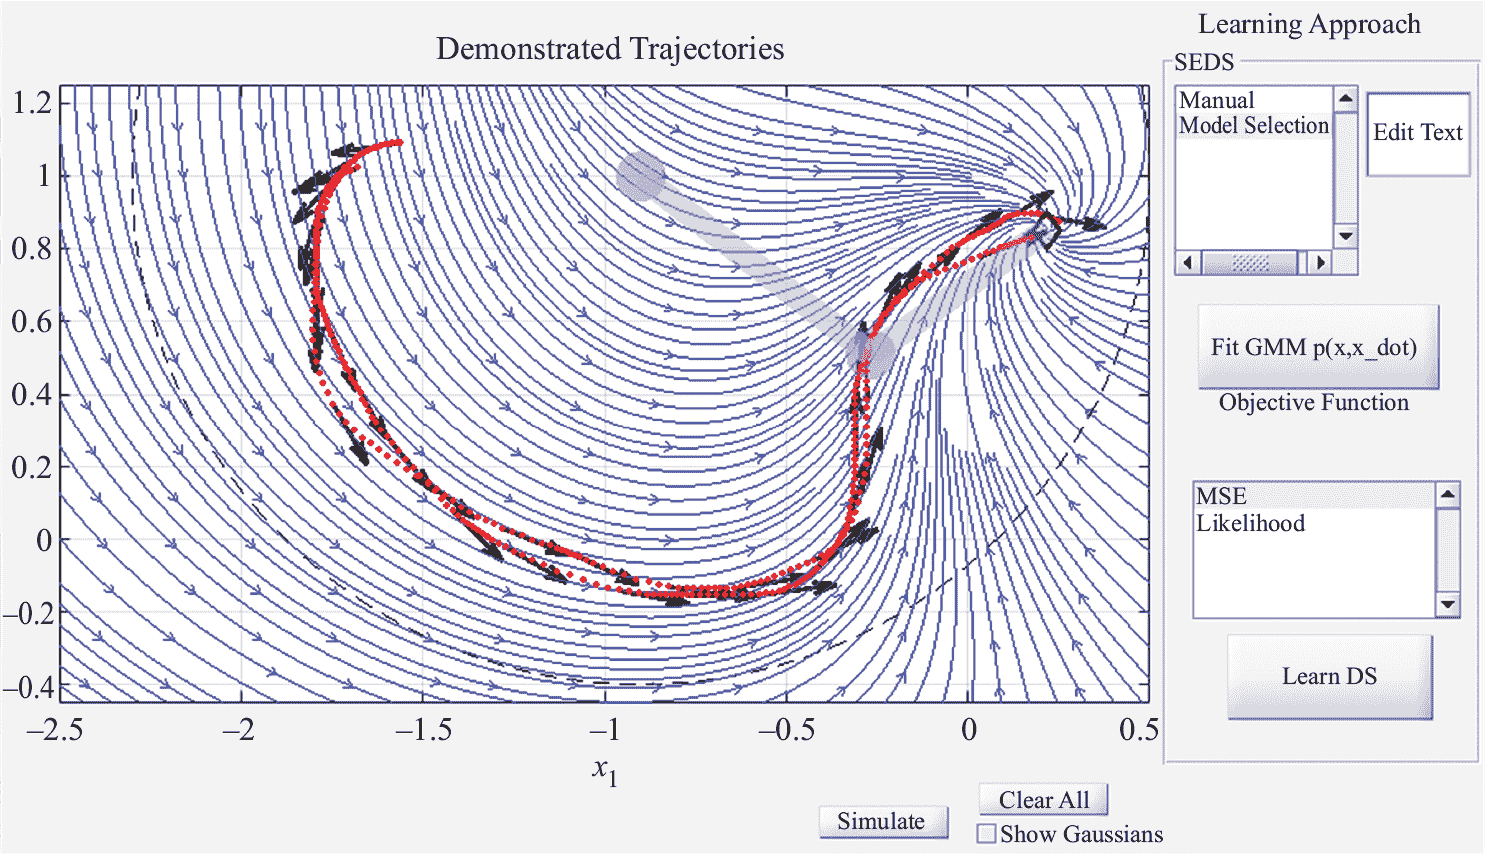 Learning Approach
Demonstrated Trajectories
SEDS
Manual
Model Selection
Edit Text
1.2
1
0.8
0.6
0.4
0.2
0
–0.2
–0.4
–2.5
–2
–1.5
–1
–0.5
0
0.5
x1
Fit GMM p(x,x_dot)
Objective Function
MSE
Likelihood
Learn DS
Simulate
Clear All
Show Gaussians